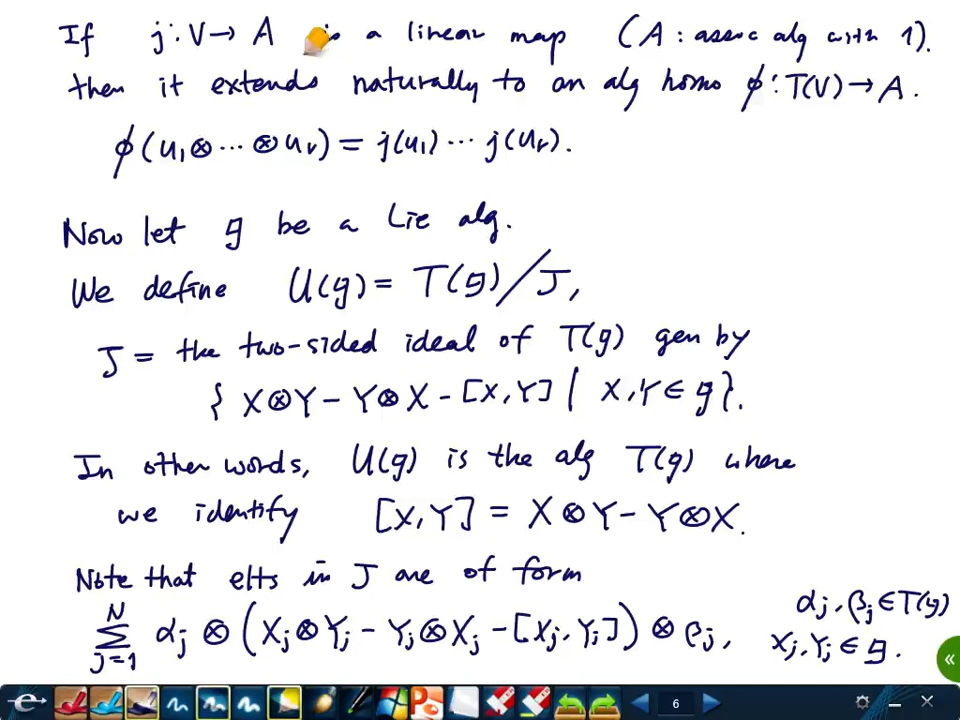 If j: V → A is a linear map (A: assoc alg with 1).
then it extends naturally to an alg homo ϕ: T(V) → A.
ϕ(u₁⊗⋯⊗uᵣ) = j(u₁)⋯j(uᵣ).
Now let g be a Lie alg.
We define U(g) = T(g)/J,
J = the two-sided ideal of T(g) gen by
{ X⊗Y − Y⊗X − [X,Y] | X,Y ∈ g }.
In other words, U(g) is the alg T(g) where
we identify [X,Y] = X⊗Y − Y⊗X.
Note that elts in J are of form
∑_{j=1}^{N} αⱼ ⊗ (Xⱼ⊗Yⱼ − Yⱼ⊗Xⱼ − [Xⱼ,Yⱼ]) ⊗ βⱼ, αⱼ, βⱼ ∈ T(g)
Xⱼ, Yⱼ ∈ g.
6